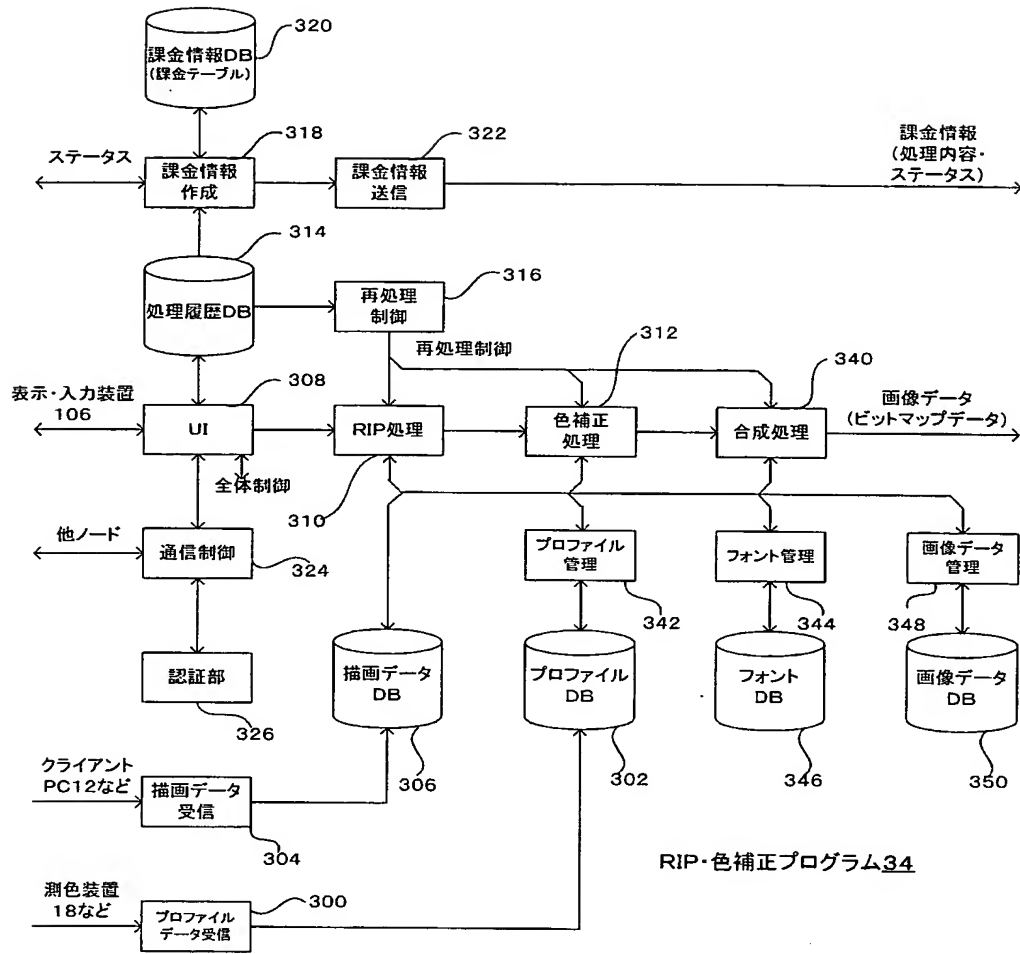 320
課金情報DB
(課金テーブル)
318
322
課金情報
(処理内容・
ステータス)
ステータス
課金情報
作成
課金情報
送信
314
316
処理履歴DB
再処理
制御
312
再処理制御
340
308
表示・入力装置
106
画像データ
(ビットマップデータ)
UI
RIP処理
色補正
処理
合成処理
全体制御
310
他ノード
通信制御
324
プロファイル
管理
342
フォント管理
344
画像データ
管理
348
認証部
326
描画データ
DB
306
プロファイル
DB
302
フォント
DB
346
画像データ
DB
350
クライアント
PC12など
描画データ
受信
304
RIP・色補正プログラム34
測色装置
18など
300
プロファイル
データ受信